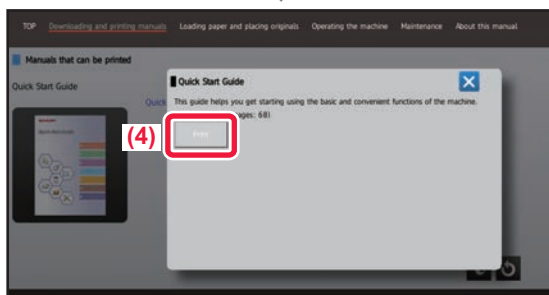 TOP Downloading and printing manuals Loading paper and placing originals Operating the machine Maintenance About this manual
Manuals that can be printed
Quick Start Guide
Quick
Quick Start Guide
This guide helps you get starting using the basic and convenient functions of the machine.
ages: 68)
(4)
Print